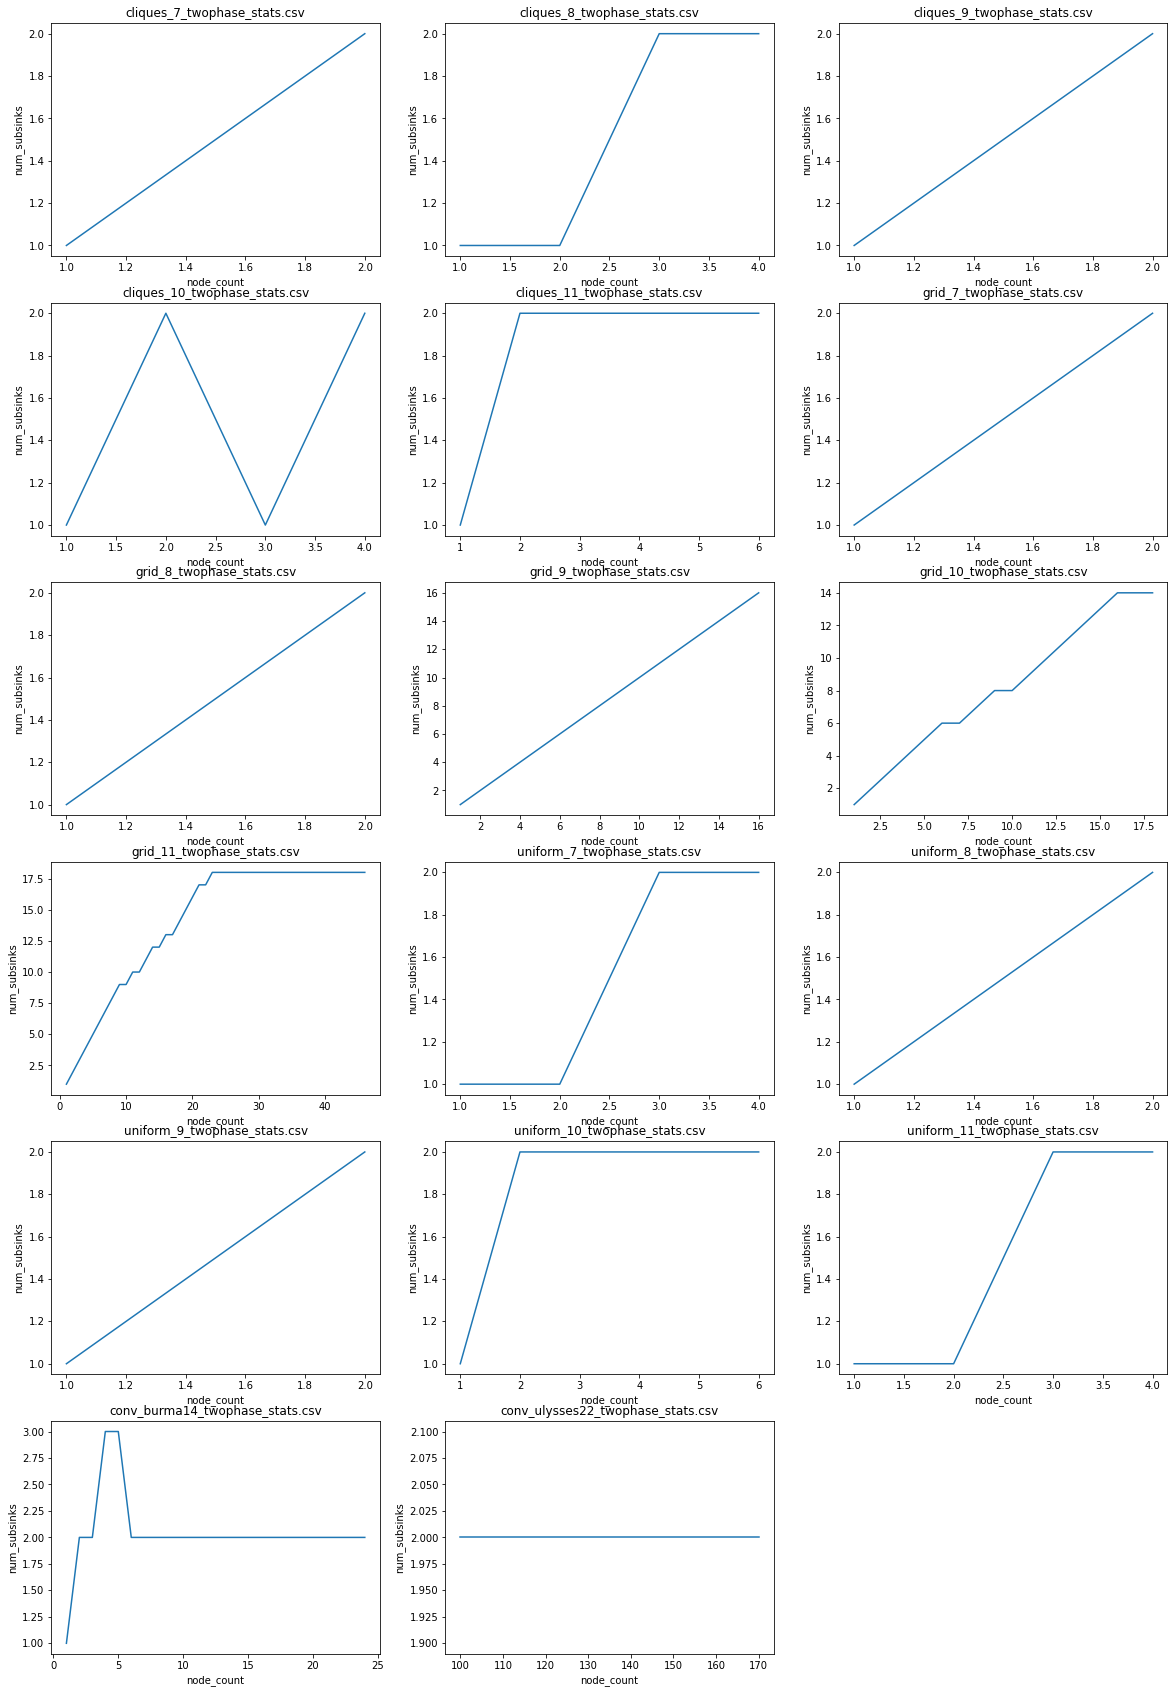 cliques_7_twophase_stats.csv
num_subsinks
2.0
1.8
1.6
1.4
1.2
1.0
1.0 1.2 1.4 1.6 1.8 2.0
node_count
cliques_8_twophase_stats.csv
num_subsinks
2.0
1.8
1.6
1.4
1.2
1.0
1.0 1.5 2.0 2.5 3.0 3.5 4.0
node_count
cliques_9_twophase_stats.csv
num_subsinks
2.0
1.8
1.6
1.4
1.2
1.0
1.0 1.2 1.4 1.6 1.8 2.0
node_count
cliques_10_twophase_stats.csv
num_subsinks
2.0
1.8
1.6
1.4
1.2
1.0
1.0 1.5 2.0 2.5 3.0 3.5 4.0
node_count
cliques_11_twophase_stats.csv
num_subsinks
2.0
1.8
1.6
1.4
1.2
1.0
1 2 3 4 5 6
node_count
grid_7_twophase_stats.csv
num_subsinks
2.0
1.8
1.6
1.4
1.2
1.0
1.0 1.2 1.4 1.6 1.8 2.0
node_count
grid_8_twophase_stats.csv
num_subsinks
2.0
1.8
1.6
1.4
1.2
1.0
1.0 1.2 1.4 1.6 1.8 2.0
node_count
grid_9_twophase_stats.csv
num_subsinks
16
14
12
10
8
6
4
2
2 4 6 8 10 12 14 16
node_count
grid_10_twophase_stats.csv
num_subsinks
14
12
10
8
6
4
2
2.5 5.0 7.5 10.0 12.5 15.0 17.5
node_count
grid_11_twophase_stats.csv
num_subsinks
17.5
15.0
12.5
10.0
7.5
5.0
2.5
0 10 20 30 40
node_count
uniform_7_twophase_stats.csv
num_subsinks
2.0
1.8
1.6
1.4
1.2
1.0
1.0 1.5 2.0 2.5 3.0 3.5 4.0
node_count
uniform_8_twophase_stats.csv
num_subsinks
2.0
1.8
1.6
1.4
1.2
1.0
1.0 1.2 1.4 1.6 1.8 2.0
node_count
uniform_9_twophase_stats.csv
num_subsinks
2.0
1.8
1.6
1.4
1.2
1.0
1.0 1.2 1.4 1.6 1.8 2.0
node_count
uniform_10_twophase_stats.csv
num_subsinks
2.0
1.8
1.6
1.4
1.2
1.0
1 2 3 4 5 6
node_count
uniform_11_twophase_stats.csv
num_subsinks
2.0
1.8
1.6
1.4
1.2
1.0
1.0 1.5 2.0 2.5 3.0 3.5 4.0
node_count
conv_burma14_twophase_stats.csv
num_subsinks
3.00
2.75
2.50
2.25
2.00
1.75
1.50
1.25
1.00
0 5 10 15 20 25
node_count
conv_ulysses22_twophase_stats.csv
num_subsinks
2.100
2.075
2.050
2.025
2.000
1.975
1.950
1.925
1.900
100 110 120 130 140 150 160 170
node_count